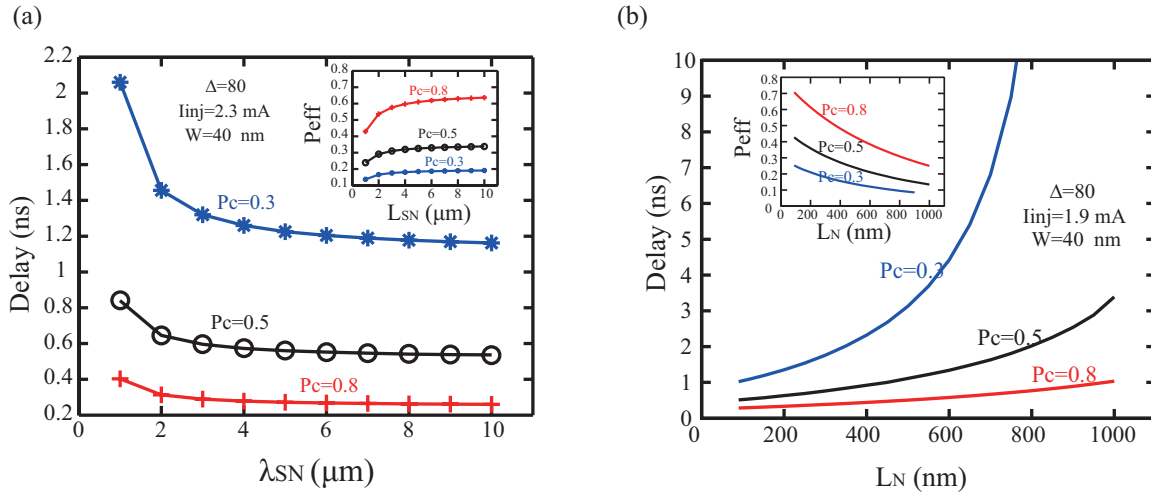 (a)
2.2
2
1.8
1.6
1.4
1.2
1
0.8
0.6
0.4
0.2
Delay (ns)
0 2 4 6 8 10
λSN (μm)
Δ=80
Iinj=2.3 mA
W=40 nm
Pc=0.3
Pc=0.5
Pc=0.8
0.8
0.7
0.6
0.5
0.4
0.3
0.2
0.1
Peff
Pc=0.8
Pc=0.5
Pc=0.3
0 2 4 6 8 10
LSN (μm)
(b)
10
9
8
7
6
5
4
3
2
1
0
Delay (ns)
0 200 400 600 800 1000
LN (nm)
Δ=80
Iinj=1.9 mA
W=40 nm
Pc=0.3
Pc=0.5
Pc=0.8
0.8
0.7
0.6
0.5
0.4
0.3
0.2
0.1
0
Peff
Pc=0.8
Pc=0.5
Pc=0.3
200 400 600 800 1000
LN (nm)